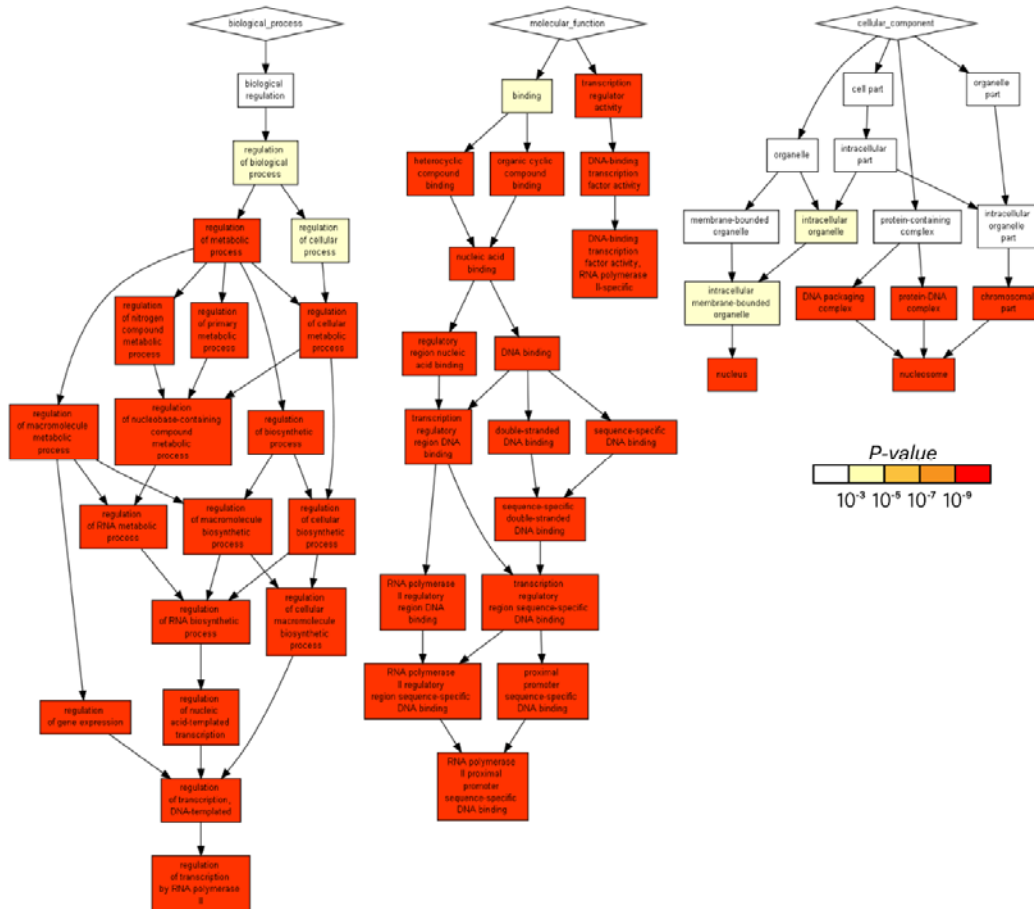 biological_process
biological
regulation
regulation
of biological
process
regulation
of metabolic
process
regulation
of cellular
process
regulation
of nitrogen
compound
metabolic
process
regulation
of primary
metabolic
process
regulation
of cellular
metabolic
process
regulation
of macromolecule
metabolic
process
regulation
of nucleobase-containing
compound
metabolic
process
regulation
of biosynthetic
process
regulation
of RNA metabolic
process
regulation
of macromolecule
biosynthetic
process
regulation
of cellular
biosynthetic
process
regulation
of RNA biosynthetic
process
regulation
of cellular
macromolecule
biosynthetic
process
regulation
of gene expression
regulation
of nucleic
acid-templated
transcription
regulation
of transcription,
DNA-templated
regulation
of transcription
by RNA polymerase
II
molecular_function
binding
transcription
regulator
activity
heterocyclic
compound
binding
organic cyclic
compound
binding
DNA-binding
transcription
factor activity
nucleic acid
binding
DNA-binding
transcription
factor activity,
RNA polymerase
II-specific
regulatory
region nucleic
acid binding
DNA binding
transcription
regulatory
region DNA
binding
double-stranded
DNA binding
sequence-specific
DNA binding
sequence-specific
double-stranded
DNA binding
RNA polymerase
II regulatory
region DNA
binding
transcription
regulatory
region sequence-specific
DNA binding
RNA polymerase
II regulatory
region sequence-specific
DNA binding
proximal
promoter
sequence-specific
DNA binding
RNA polymerase
II proximal
promoter
sequence-specific
DNA binding
cellular_component
cell part
organelle
part
organelle
intracellular
part
membrane-bounded
organelle
intracellular
organelle
protein-containing
complex
intracellular
organelle
part
intracellular
membrane-bounded
organelle
DNA packaging
complex
protein-DNA
complex
chromosomal
part
nucleus
nucleosome
P-value
10⁻³ 10⁻⁵ 10⁻⁷ 10⁻⁹